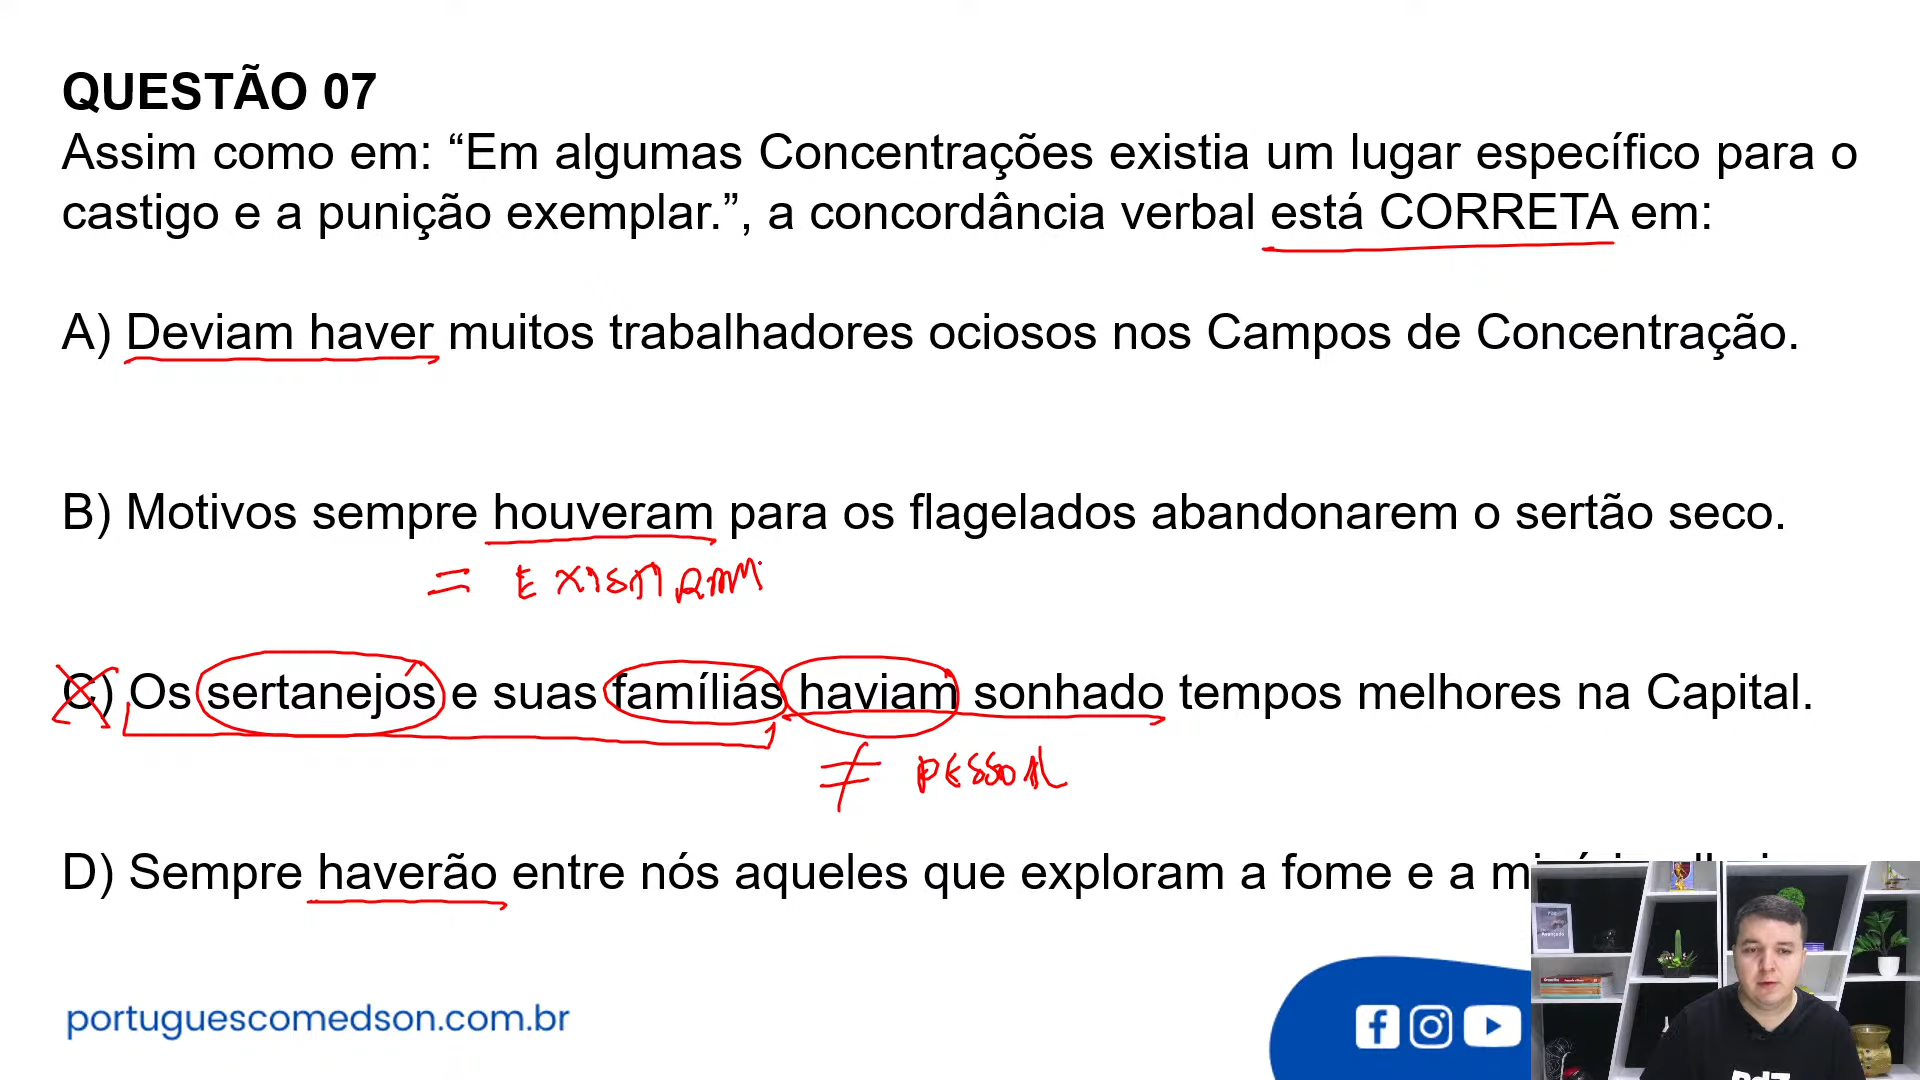 QUESTÃO 07
Assim como em: “Em algumas Concentrações existia um lugar específico para o
castigo e a punição exemplar.”, a concordância verbal está CORRETA em:
A) Deviam haver muitos trabalhadores ociosos nos Campos de Concentração.
B) Motivos sempre houveram para os flagelados abandonarem o sertão seco.
= EXISTIRAM
C) Os sertanejos e suas famílias haviam sonhado tempos melhores na Capital.
≠ PESSOAL
D) Sempre haverão entre nós aqueles que exploram a fome e a
portuguescomedson.com.br